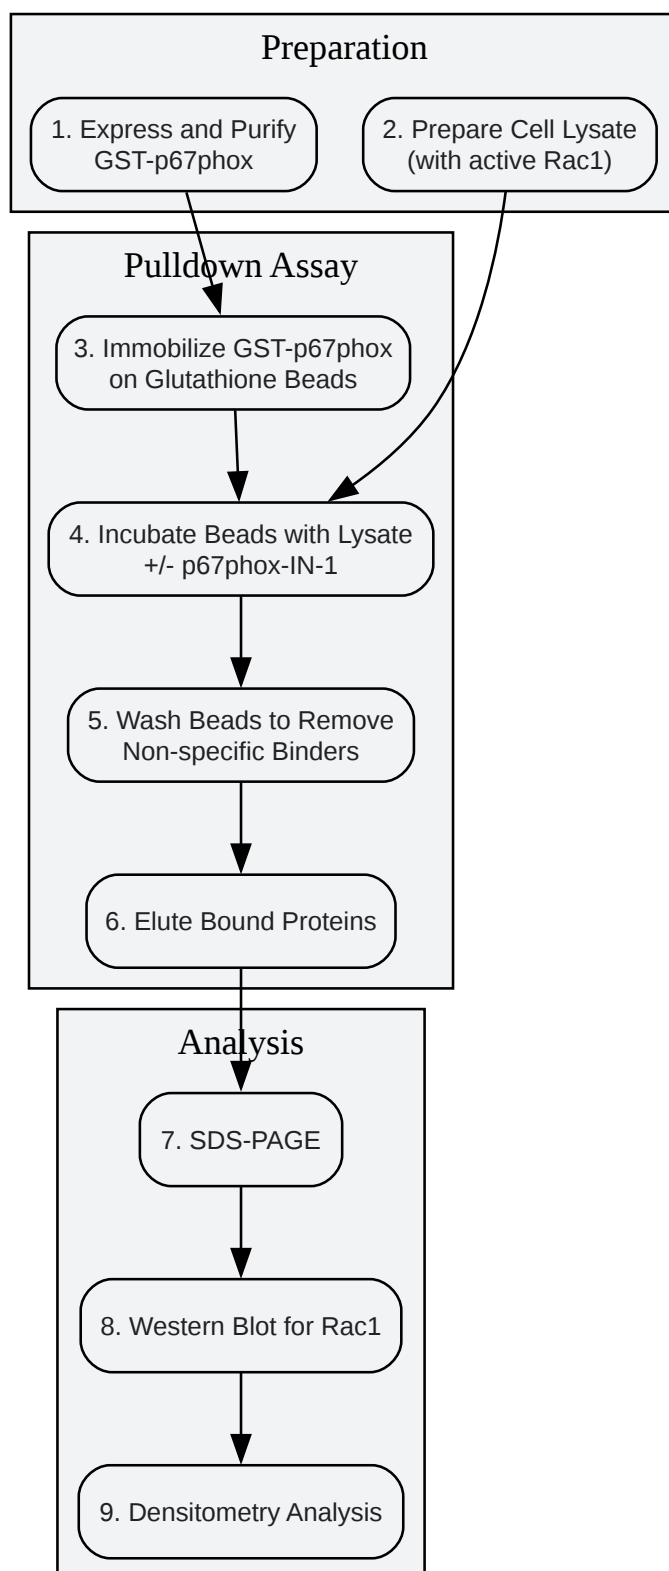 Preparation
1. Express and Purify
GST-p67phox
2. Prepare Cell Lysate
(with active Rac1)
Pulldown Assay
3. Immobilize GST-p67phox
on Glutathione Beads
4. Incubate Beads with Lysate
+/- p67phox-IN-1
5. Wash Beads to Remove
Non-specific Binders
6. Elute Bound Proteins
Analysis
7. SDS-PAGE
8. Western Blot for Rac1
9. Densitometry Analysis